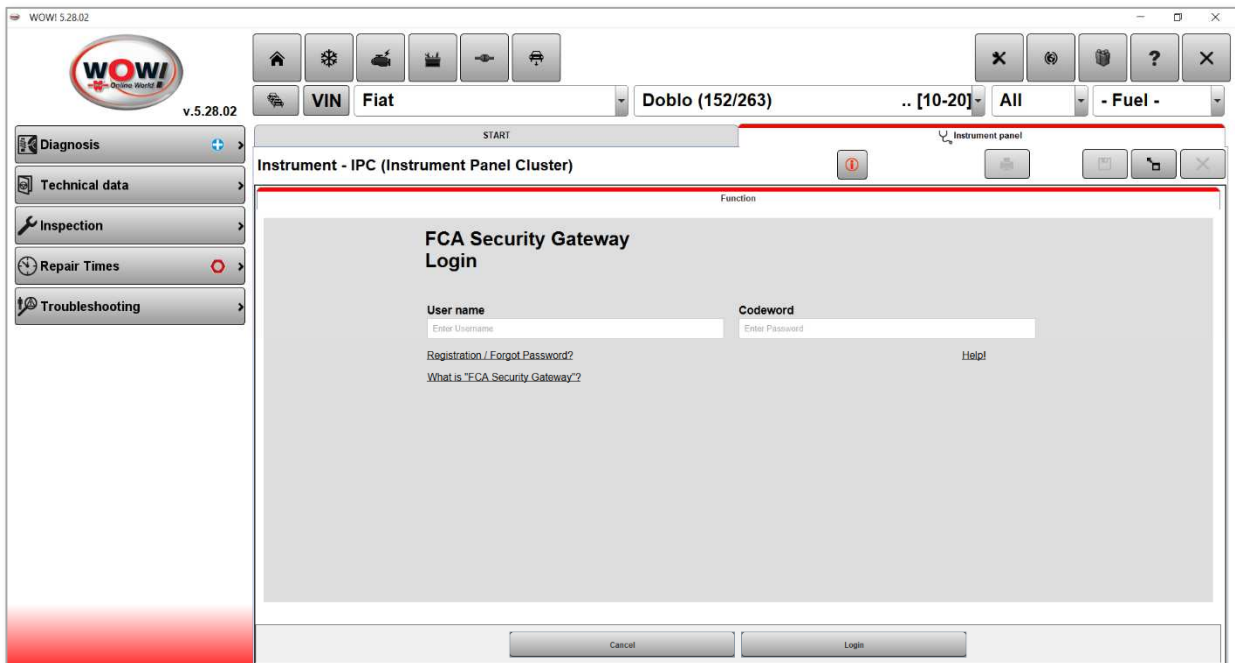 WOW! 5.28.02
WOW!
Online World
v.5.28.02
VIN
Fiat
Doblo (152/263) .. [10-20]
All
- Fuel -
Diagnosis
Technical data
Inspection
Repair Times
Troubleshooting
START
Instrument panel
Instrument - IPC (Instrument Panel Cluster)
Function
FCA Security Gateway
Login
User name Codeword
Enter Username Enter Password
Registration / Forgot Password? Help!
What is "FCA Security Gateway"?
Cancel Login